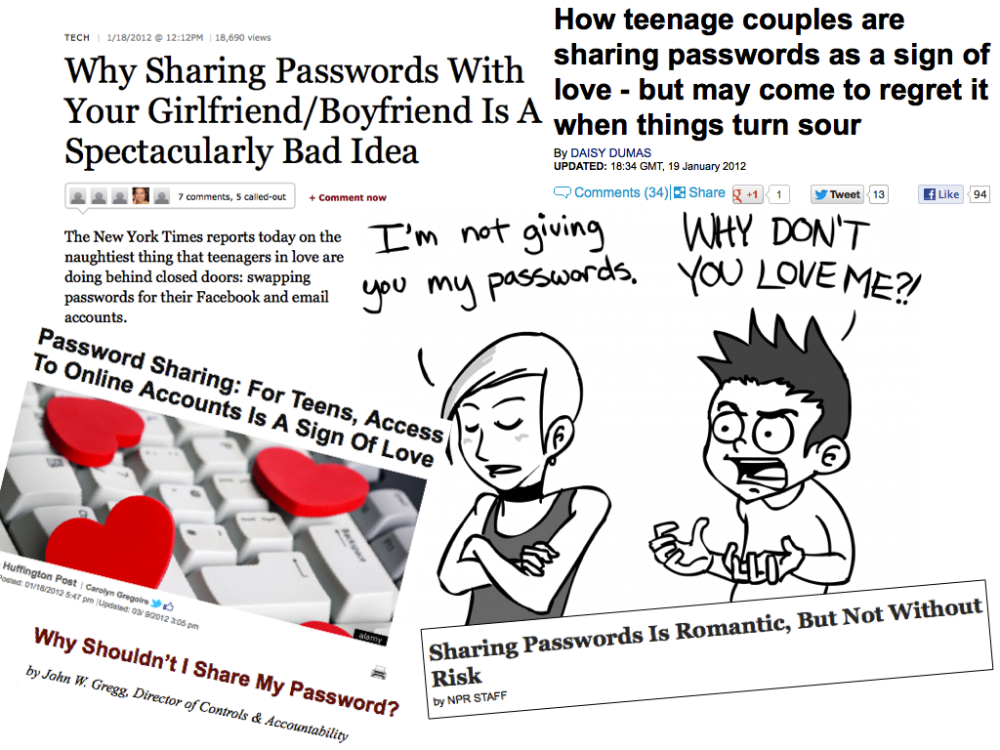 TECH | 1/18/2012 @ 12:12PM | 18,690 views
Why Sharing Passwords With
Your Girlfriend/Boyfriend Is A
Spectacularly Bad Idea
7 comments, 5 called-out
+ Comment now
The New York Times reports today on the
naughtiest thing that teenagers in love are
doing behind closed doors: swapping
passwords for their Facebook and email
accounts.
How teenage couples are
sharing passwords as a sign of
love - but may come to regret it
when things turn sour
By DAISY DUMAS
UPDATED: 18:34 GMT, 19 January 2012
Comments (34) | Share
g +1
1
Tweet
13
Like
94
I'm not giving
you my passwords.
WHY DON'T
YOU LOVE ME?!
Password Sharing: For Teens, Access
To Online Accounts Is A Sign Of Love
Backspace
alamy
Huffington Post | Carolyn Gregoire
Posted: 01/18/2012 5:47 pm | Updated: 03/ 9/2012 3:05 pm
Why Shouldn't I Share My Password?
by John W. Gregg, Director of Controls & Accountability
Sharing Passwords Is Romantic, But Not Without
Risk
by NPR STAFF